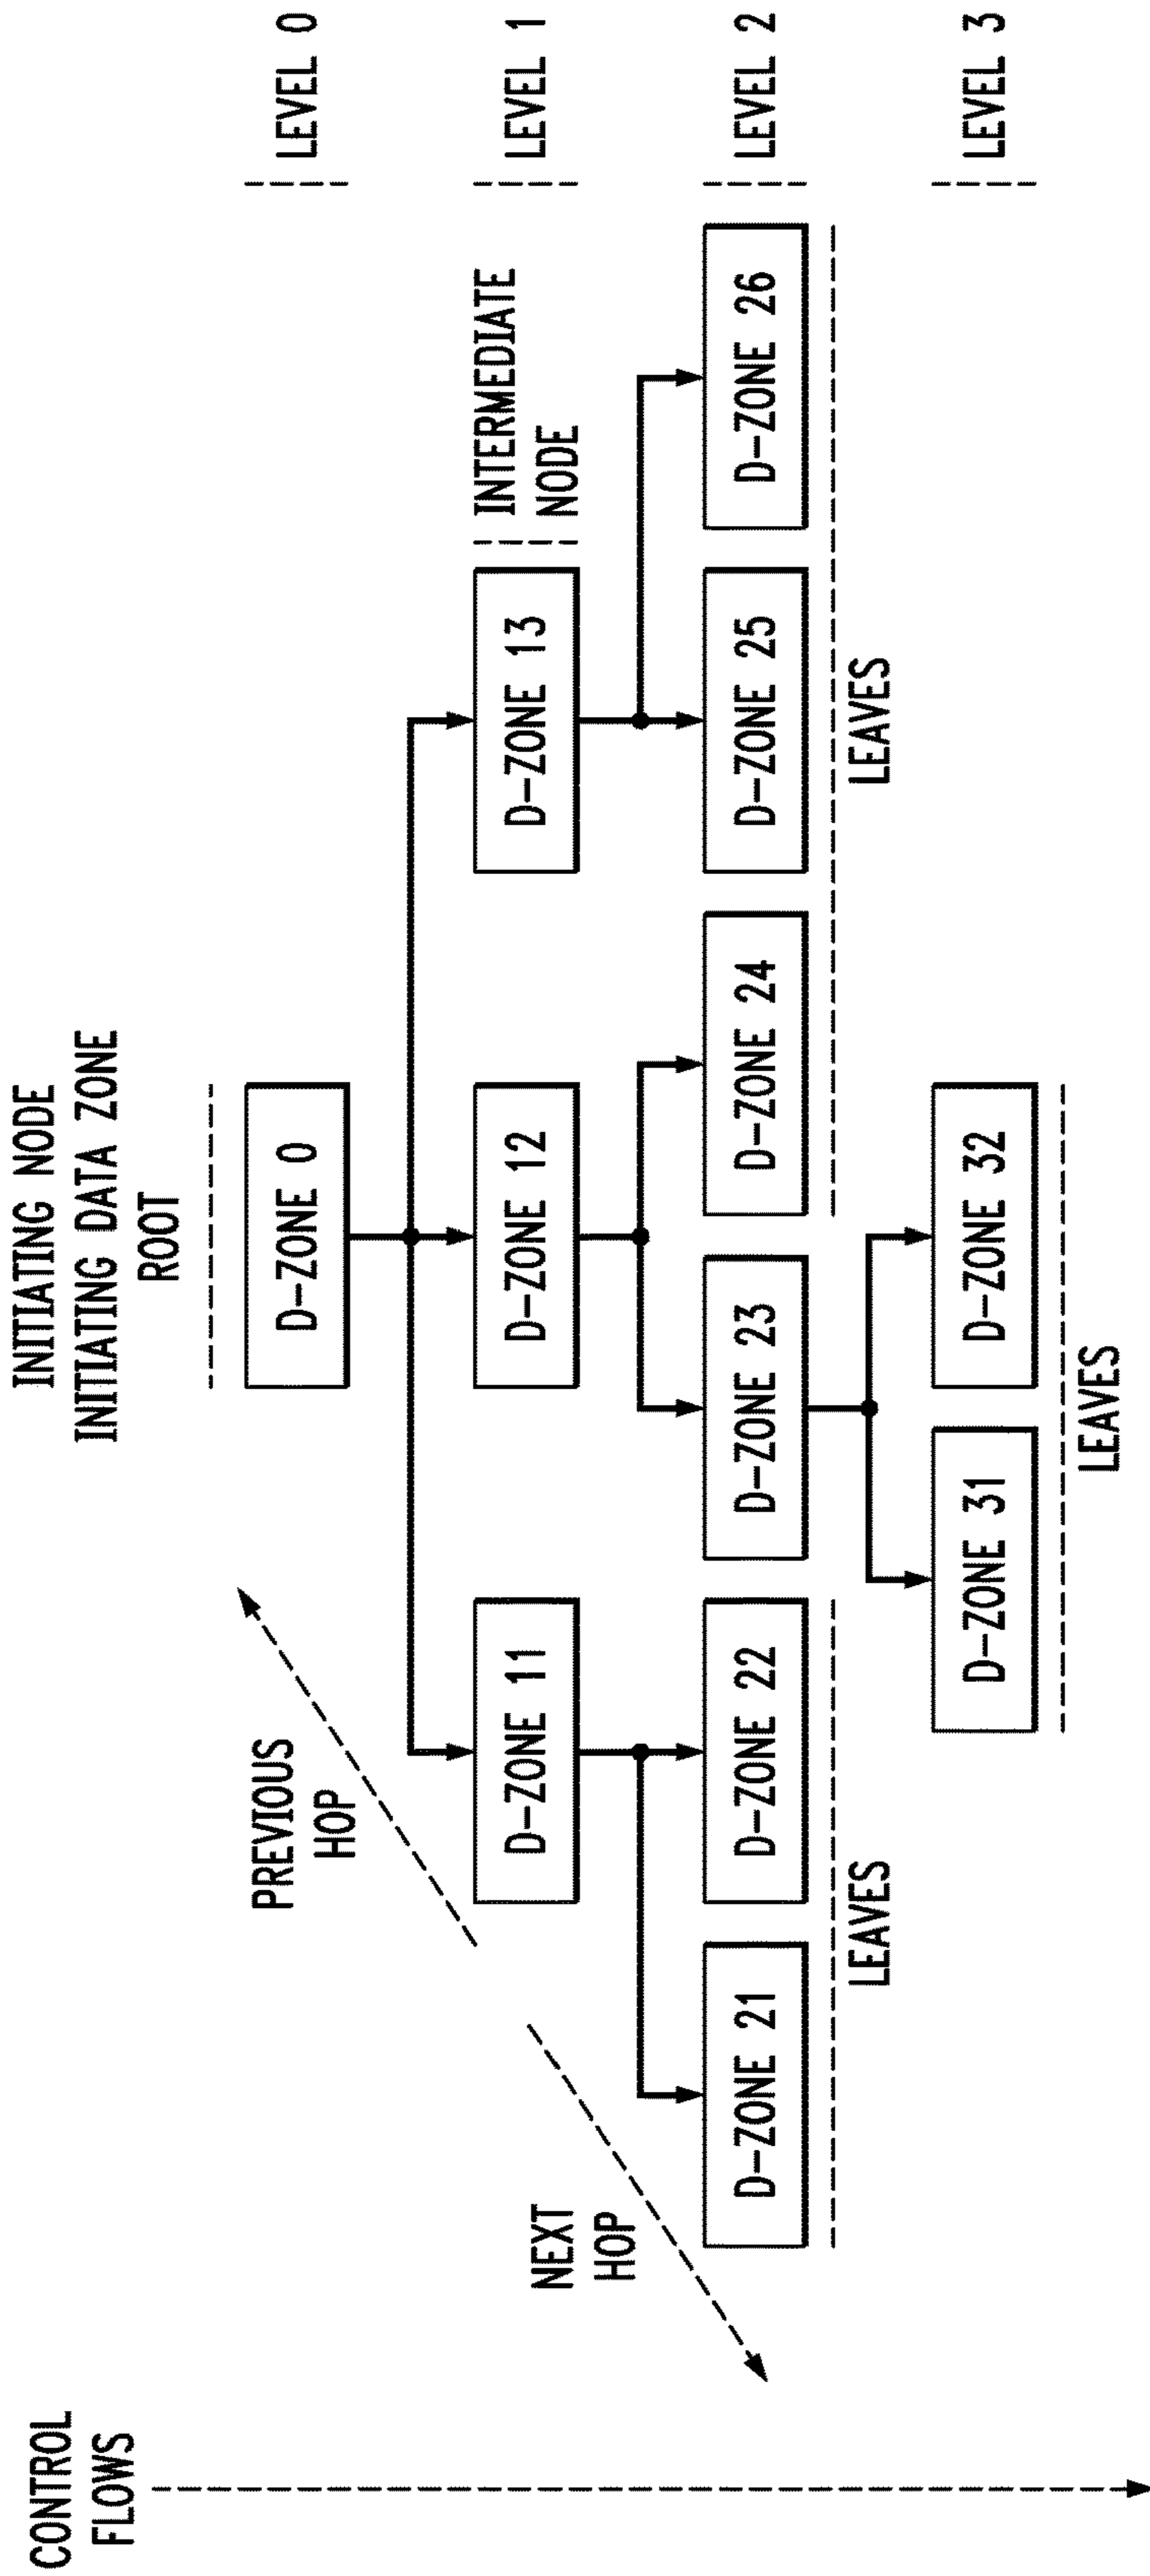 CONTROL
FLOWS
INITIATING NODE
INITIATING DATA ZONE
ROOT
PREVIOUS
HOP
D-ZONE 0
LEVEL 0
NEXT
HOP
D-ZONE 11
D-ZONE 12
D-ZONE 13
INTERMEDIATE
NODE
LEVEL 1
D-ZONE 21
D-ZONE 22
D-ZONE 23
D-ZONE 24
D-ZONE 25
D-ZONE 26
LEVEL 2
LEAVES
LEAVES
D-ZONE 31
D-ZONE 32
LEVEL 3
LEAVES